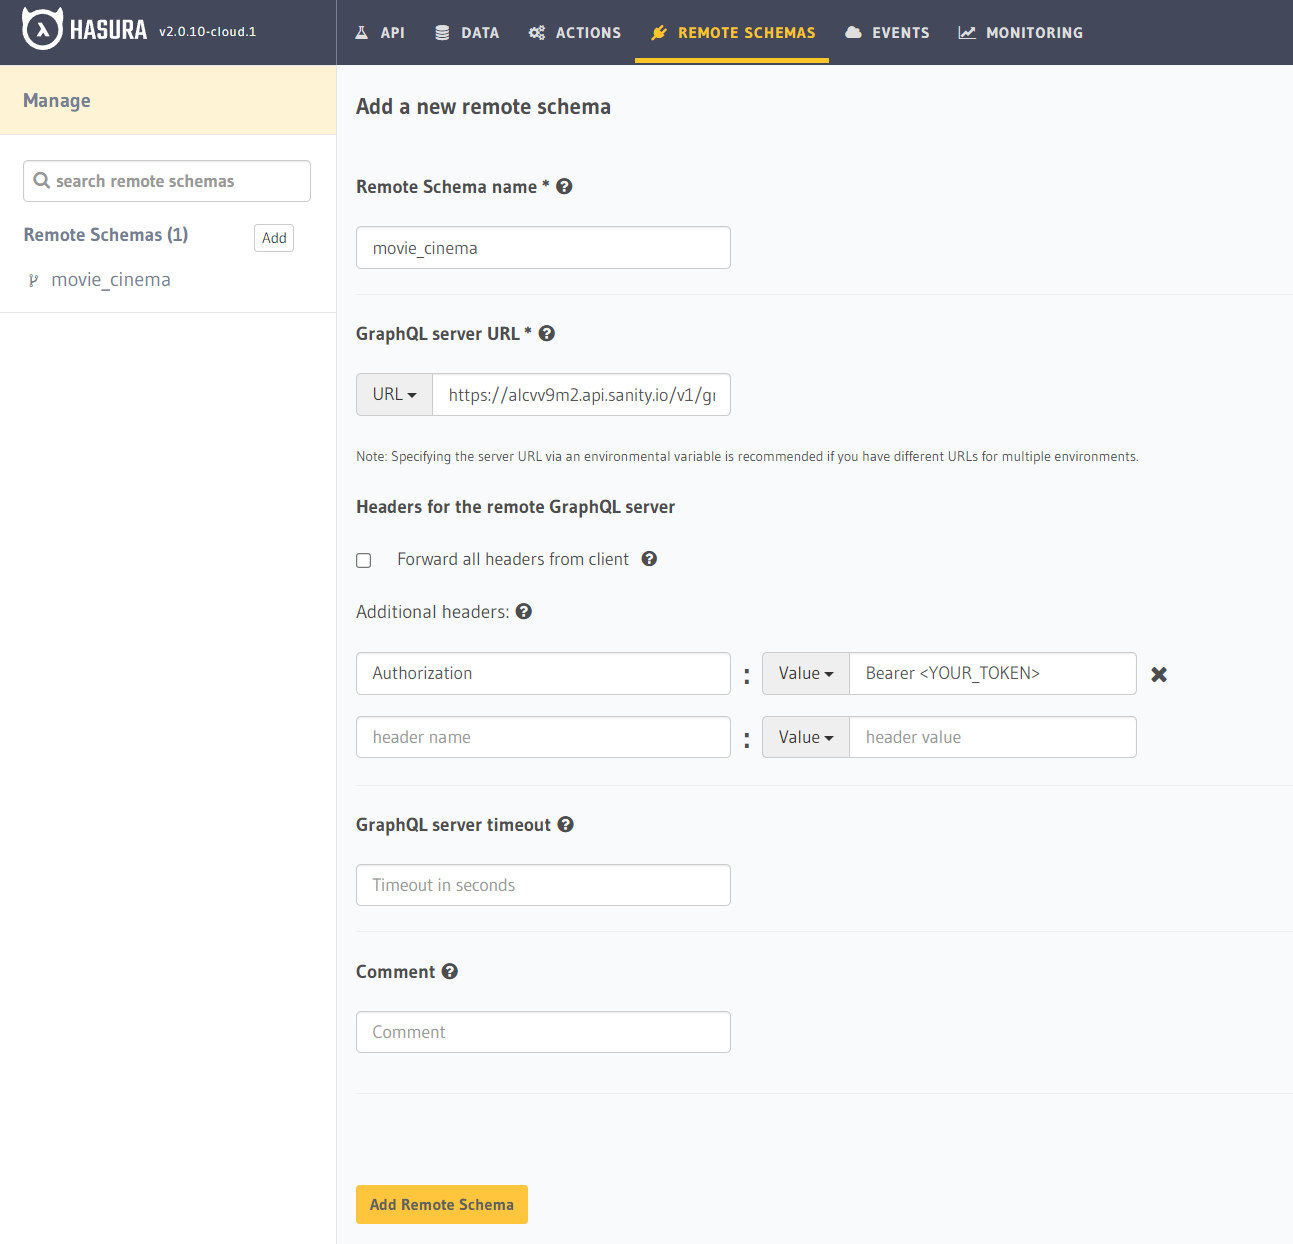 HASURA v2.0.10-cloud.1
API DATA ACTIONS REMOTE SCHEMAS EVENTS MONITORING
Manage
search remote schemas
Remote Schemas (1) Add
movie_cinema
Add a new remote schema
Remote Schema name *
movie_cinema
GraphQL server URL *
URL https://alcvv9m2.api.sanity.io/v1/gr
Note: Specifying the server URL via an environmental variable is recommended if you have different URLs for multiple environments.
Headers for the remote GraphQL server
Forward all headers from client
Additional headers:
Authorization : Value Bearer <YOUR_TOKEN>
header name : Value header value
GraphQL server timeout
Timeout in seconds
Comment
Comment
Add Remote Schema